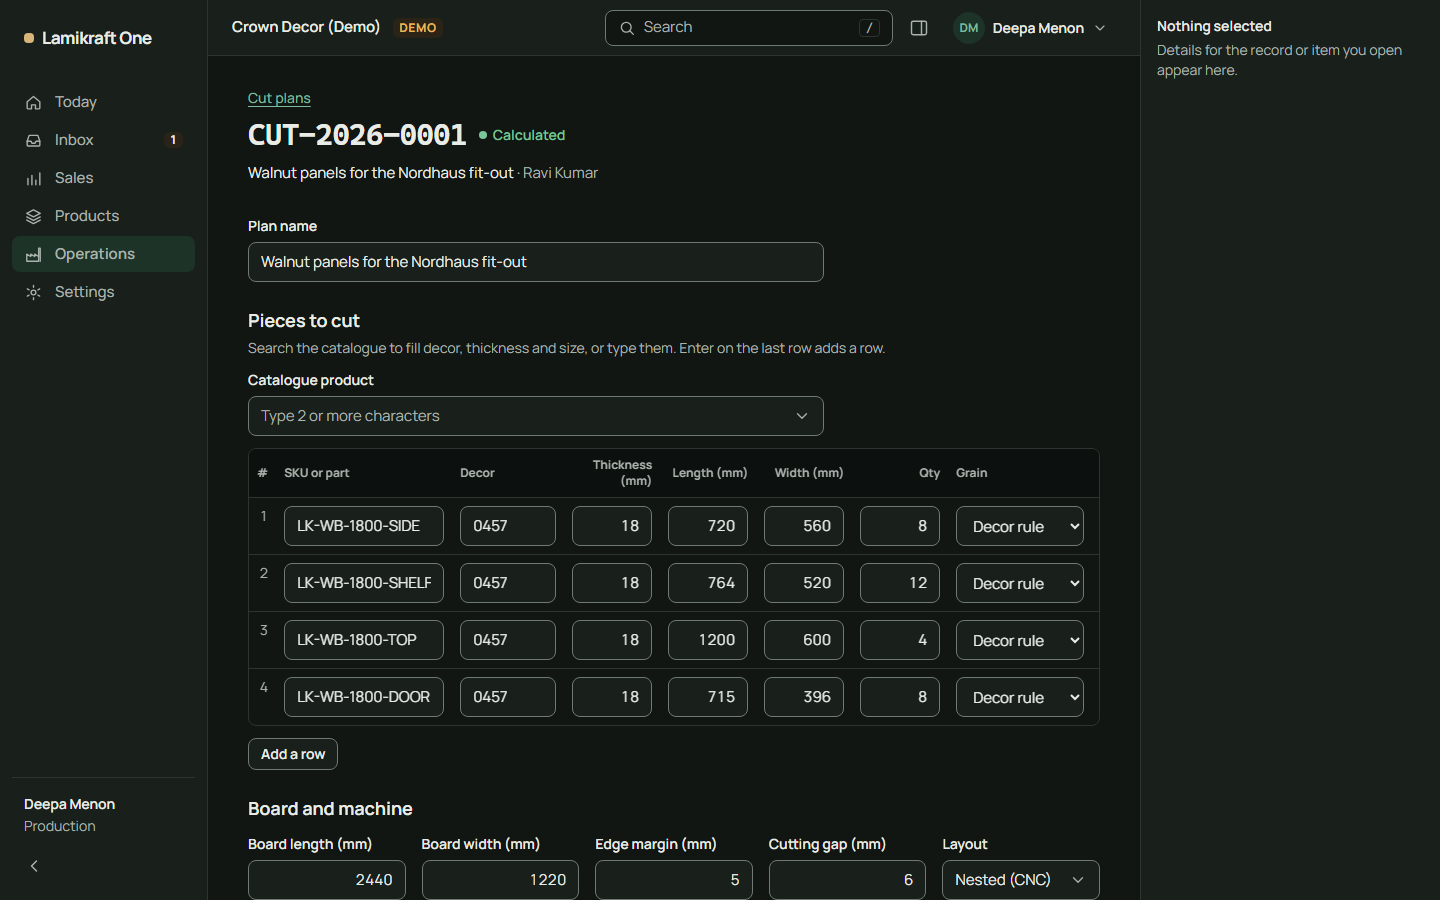 Lamikraft One
Today
Inbox 1
Sales
Products
Operations
Settings
Deepa Menon
Production
Crown Decor (Demo) DEMO
Search /
DM Deepa Menon
Cut plans
CUT-2026-0001 Calculated
Walnut panels for the Nordhaus fit-out · Ravi Kumar
Plan name
Walnut panels for the Nordhaus fit-out
Pieces to cut
Search the catalogue to fill decor, thickness and size, or type them. Enter on the last row adds a row.
Catalogue product
Type 2 or more characters
# SKU or part Decor Thickness (mm) Length (mm) Width (mm) Qty Grain
1 LK-WB-1800-SIDE 0457 18 720 560 8 Decor rule
2 LK-WB-1800-SHELF 0457 18 764 520 12 Decor rule
3 LK-WB-1800-TOP 0457 18 1200 600 4 Decor rule
4 LK-WB-1800-DOOR 0457 18 715 396 8 Decor rule
Add a row
Board and machine
Board length (mm) Board width (mm) Edge margin (mm) Cutting gap (mm) Layout
2440 1220 5 6 Nested (CNC)
Nothing selected
Details for the record or item you open
appear here.